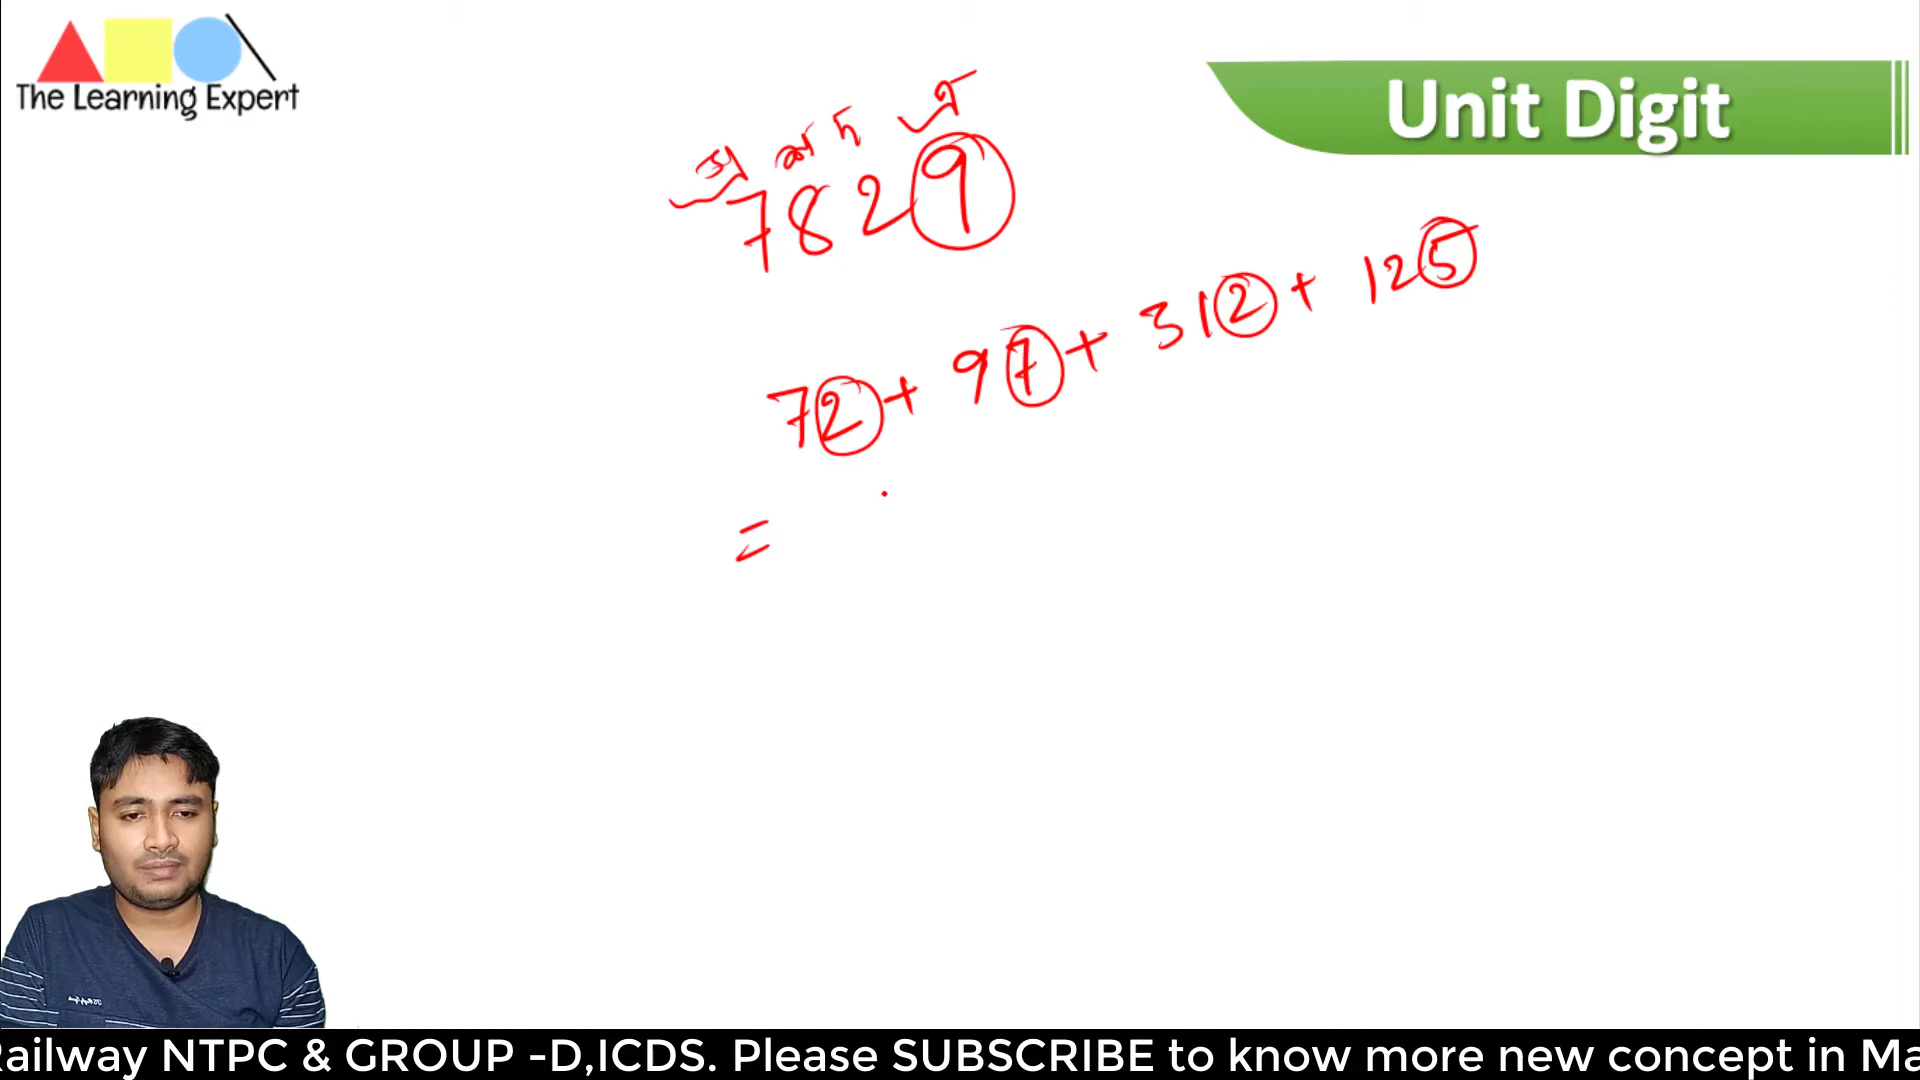 The Learning Expert
Unit Digit
7829
72 + 97 + 312 + 125
=
Railway NTPC & GROUP -D,ICDS. Please SUBSCRIBE to know more new concept in Ma